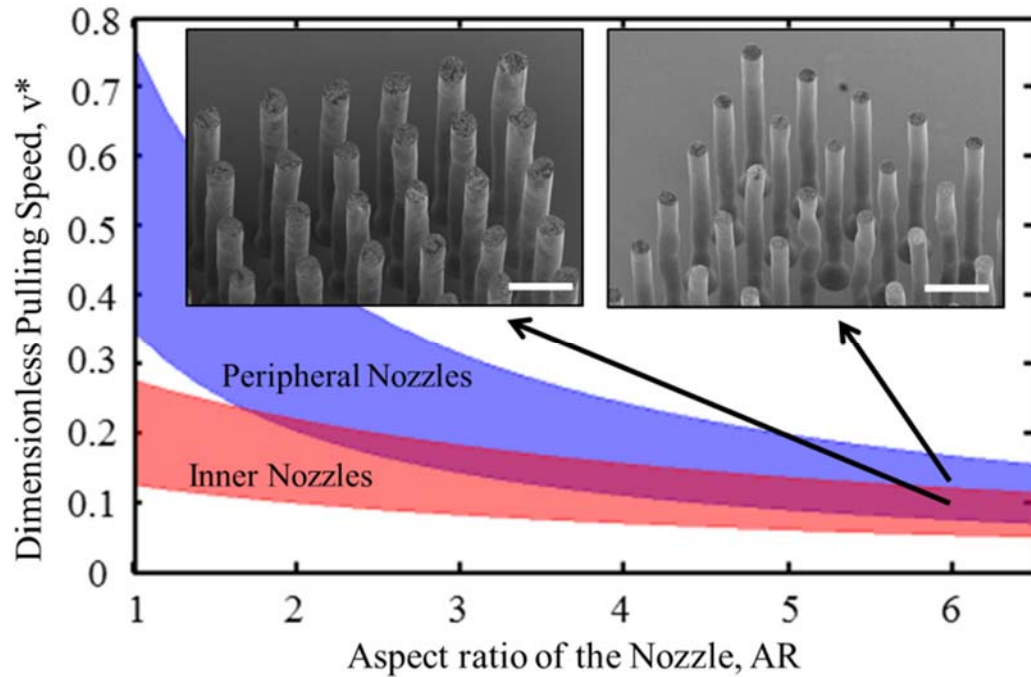 Dimensionless Pulling Speed, v*
0.8
0.7
0.6
0.5
0.4
0.3
0.2
0.1
0
Peripheral Nozzles
Inner Nozzles
1 2 3 4 5 6
Aspect ratio of the Nozzle, AR